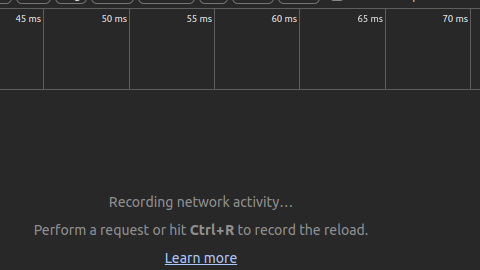 45 ms 50 ms 55 ms 60 ms 65 ms 70 ms
Recording network activity…
Perform a request or hit Ctrl+R to record the reload.
Learn more